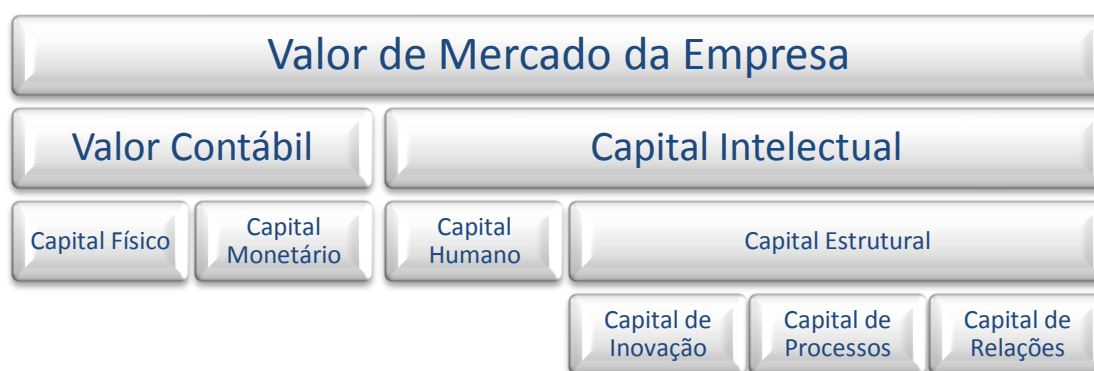 Valor de Mercado da Empresa
Valor Contábil
Capital Intelectual
Capital Físico
Capital
Monetário
Capital
Humano
Capital Estrutural
Capital de
Inovação
Capital de
Processos
Capital de
Relações